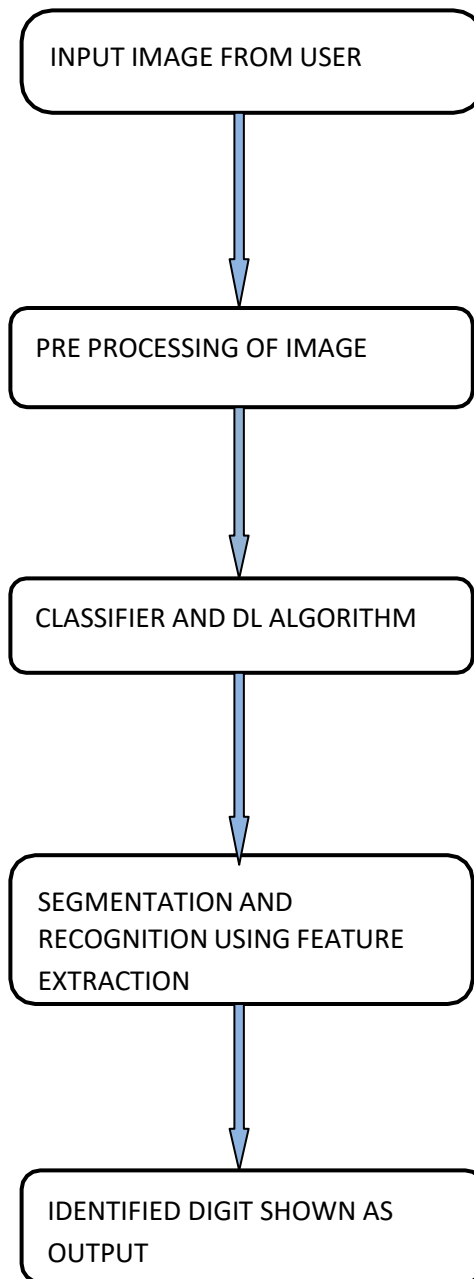 INPUT IMAGE FROM USER
PRE PROCESSING OF IMAGE
CLASSIFIER AND DL ALGORITHM
SEGMENTATION AND
RECOGNITION USING FEATURE
EXTRACTION
IDENTIFIED DIGIT SHOWN AS
OUTPUT